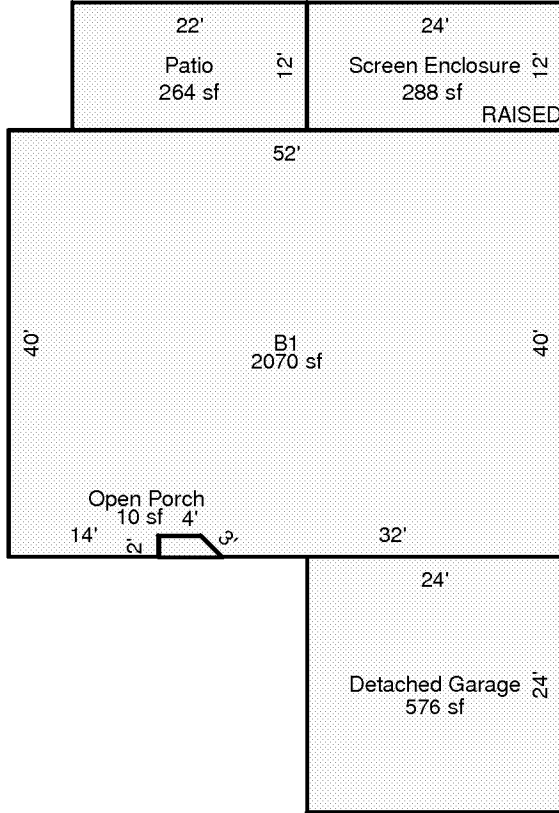 22'
24'
Patio
12'
Screen Enclosure
12'
264 sf
288 sf
RAISED
52'
40'
B1
40'
2070 sf
Open Porch
10 sf
4'
14'
2'
3'
32'
24'
Detached Garage
24'
576 sf